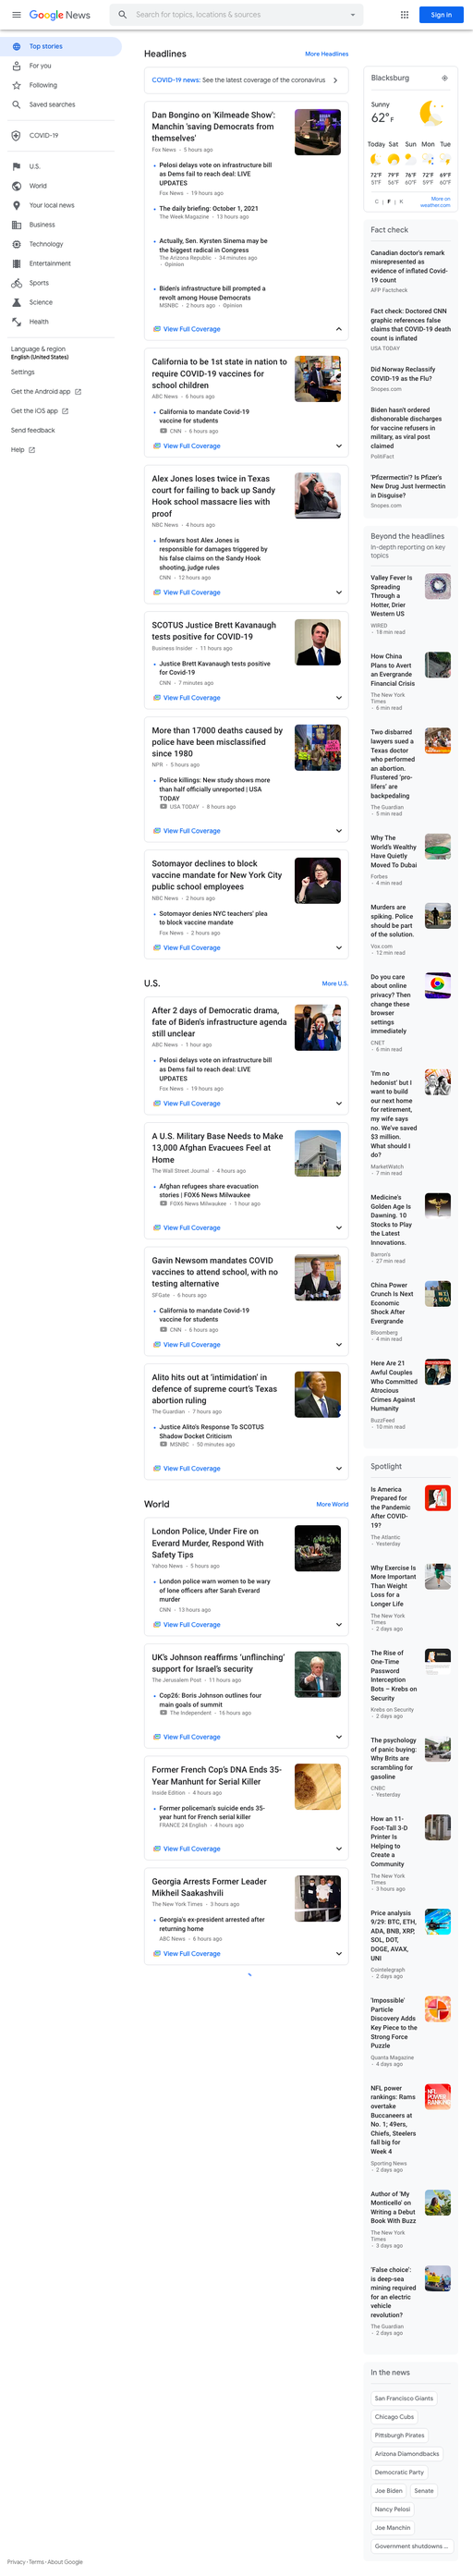 Google News
Search for topics, locations & sources
Sign in
Top stories
For you
Following
Saved searches
COVID-19
U.S.
World
Your local news
Business
Technology
Entertainment
Sports
Science
Health
Language & region
English (United States)
Settings
Get the Android app
Get the iOS app
Send feedback
Help
Headlines
More Headlines
COVID-19 news: See the latest coverage of the coronavirus
Dan Bongino on 'Kilmeade Show':
Manchin 'saving Democrats from
themselves'
Fox News · 5 hours ago
Pelosi delays vote on infrastructure bill
as Dems fail to reach deal: LIVE
UPDATES
Fox News · 19 hours ago
The daily briefing: October 1, 2021
The Week Magazine · 13 hours ago
Actually, Sen. Kyrsten Sinema may be
the biggest radical in Congress
The Arizona Republic · 34 minutes ago
· Opinion
Biden's infrastructure bill prompted a
revolt among House Democrats
MSNBC · 2 hours ago · Opinion
View Full Coverage
California to be 1st state in nation to
require COVID-19 vaccines for
school children
ABC News · 6 hours ago
California to mandate Covid-19
vaccine for students
CNN · 6 hours ago
View Full Coverage
Alex Jones loses twice in Texas
court for failing to back up Sandy
Hook school massacre lies with
proof
NBC News · 4 hours ago
Infowars host Alex Jones is
responsible for damages triggered by
his false claims on the Sandy Hook
shooting, judge rules
CNN · 12 hours ago
View Full Coverage
SCOTUS Justice Brett Kavanaugh
tests positive for COVID-19
Business Insider · 11 hours ago
Justice Brett Kavanaugh tests positive
for Covid-19
CNN · 7 minutes ago
View Full Coverage
More than 17000 deaths caused by
police have been misclassified
since 1980
NPR · 5 hours ago
Police killings: New study shows more
than half officially unreported | USA
TODAY
USA TODAY · 8 hours ago
View Full Coverage
Sotomayor declines to block
vaccine mandate for New York City
public school employees
NBC News · 2 hours ago
Sotomayor denies NYC teachers' plea
to block vaccine mandate
Fox News · 2 hours ago
View Full Coverage
U.S.
More U.S.
After 2 days of Democratic drama,
fate of Biden's infrastructure agenda
still unclear
ABC News · 1 hour ago
Pelosi delays vote on infrastructure bill
as Dems fail to reach deal: LIVE
UPDATES
Fox News · 19 hours ago
View Full Coverage
A U.S. Military Base Needs to Make
13,000 Afghan Evacuees Feel at
Home
The Wall Street Journal · 4 hours ago
Afghan refugees share evacuation
stories | FOX6 News Milwaukee
FOX6 News Milwaukee · 1 hour ago
View Full Coverage
Gavin Newsom mandates COVID
vaccines to attend school, with no
testing alternative
SFGate · 6 hours ago
California to mandate Covid-19
vaccine for students
CNN · 6 hours ago
View Full Coverage
Alito hits out at 'intimidation' in
defence of supreme court's Texas
abortion ruling
The Guardian · 7 hours ago
Justice Alito's Response To SCOTUS
Shadow Docket Criticism
MSNBC · 50 minutes ago
View Full Coverage
World
More World
London Police, Under Fire on
Everard Murder, Respond With
Safety Tips
Yahoo News · 5 hours ago
London police warn women to be wary
of lone officers after Sarah Everard
murder
CNN · 13 hours ago
View Full Coverage
UK's Johnson reaffirms 'unflinching'
support for Israel's security
The Jerusalem Post · 11 hours ago
Cop26: Boris Johnson outlines four
main goals of summit
The Independent · 16 hours ago
View Full Coverage
Former French Cop's DNA Ends 35-
Year Manhunt for Serial Killer
Inside Edition · 4 hours ago
Former policeman's suicide ends 35-
year hunt for French serial killer
FRANCE 24 English · 4 hours ago
View Full Coverage
Georgia Arrests Former Leader
Mikheil Saakashvili
The New York Times · 3 hours ago
Georgia's ex-president arrested after
returning home
ABC News · 6 hours ago
View Full Coverage
Blacksburg
Sunny
62°F
Today Sat Sun Mon Tue
72°F 79°F 76°F 72°F 69°F
51°F 56°F 60°F 59°F 60°F
C | F | K
More on
weather.com
Fact check
Canadian doctor's remark
misrepresented as
evidence of inflated Covid-
19 count
AFP Factcheck
Fact check: Doctored CNN
graphic references false
claims that COVID-19 death
count is inflated
USA TODAY
Did Norway Reclassify
COVID-19 as the Flu?
Snopes.com
Biden hasn't ordered
dishonorable discharges
for vaccine refusers in
military, as viral post
claimed
PolitiFact
'Pfizermectin'? Is Pfizer's
New Drug Just Ivermectin
in Disguise?
Snopes.com
Beyond the headlines
In-depth reporting on key
topics
Valley Fever Is
Spreading
Through a
Hotter, Drier
Western US
WIRED
· 18 min read
How China
Plans to Avert
an Evergrande
Financial Crisis
The New York
Times
· 6 min read
Two disbarred
lawyers sued a
Texas doctor
who performed
an abortion.
Flustered 'pro-
lifers' are
backpedaling
The Guardian
· 5 min read
Why The
World's Wealthy
Have Quietly
Moved To Dubai
Forbes
· 4 min read
Murders are
spiking. Police
should be part
of the solution.
Vox.com
· 12 min read
Do you care
about online
privacy? Then
change these
browser
settings
immediately
CNET
· 6 min read
'I'm no
hedonist' but I
want to build
our next home
for retirement,
my wife says
no. We've saved
$3 million.
What should I
do?
MarketWatch
· 7 min read
Medicine's
Golden Age Is
Dawning. 10
Stocks to Play
the Latest
Innovations.
Barron's
· 27 min read
China Power
Crunch Is Next
Economic
Shock After
Evergrande
Bloomberg
· 4 min read
Here Are 21
Awful Couples
Who Committed
Atrocious
Crimes Against
Humanity
BuzzFeed
· 10 min read
Spotlight
Is America
Prepared for
the Pandemic
After COVID-
19?
The Atlantic
· Yesterday
Why Exercise Is
More Important
Than Weight
Loss for a
Longer Life
The New York
Times
· 2 days ago
The Rise of
One-Time
Password
Interception
Bots – Krebs on
Security
Krebs on Security
· 2 days ago
The psychology
of panic buying:
Why Brits are
scrambling for
gasoline
CNBC
· Yesterday
How an 11-
Foot-Tall 3-D
Printer Is
Helping to
Create a
Community
The New York
Times
· 3 hours ago
Price analysis
9/29: BTC, ETH,
ADA, BNB, XRP,
SOL, DOT,
DOGE, AVAX,
UNI
Cointelegraph
· 2 days ago
'Impossible'
Particle
Discovery Adds
Key Piece to the
Strong Force
Puzzle
Quanta Magazine
· 4 days ago
NFL power
rankings: Rams
overtake
Buccaneers at
No. 1; 49ers,
Chiefs, Steelers
fall big for
Week 4
Sporting News
· 2 days ago
Author of 'My
Monticello' on
Writing a Debut
Book With Buzz
The New York
Times
· 3 days ago
'False choice':
is deep-sea
mining required
for an electric
vehicle
revolution?
The Guardian
· 2 days ago
In the news
San Francisco Giants
Chicago Cubs
Pittsburgh Pirates
Arizona Diamondbacks
Democratic Party
Joe Biden
Senate
Nancy Pelosi
Joe Manchin
Government shutdowns ...
Privacy · Terms · About Google